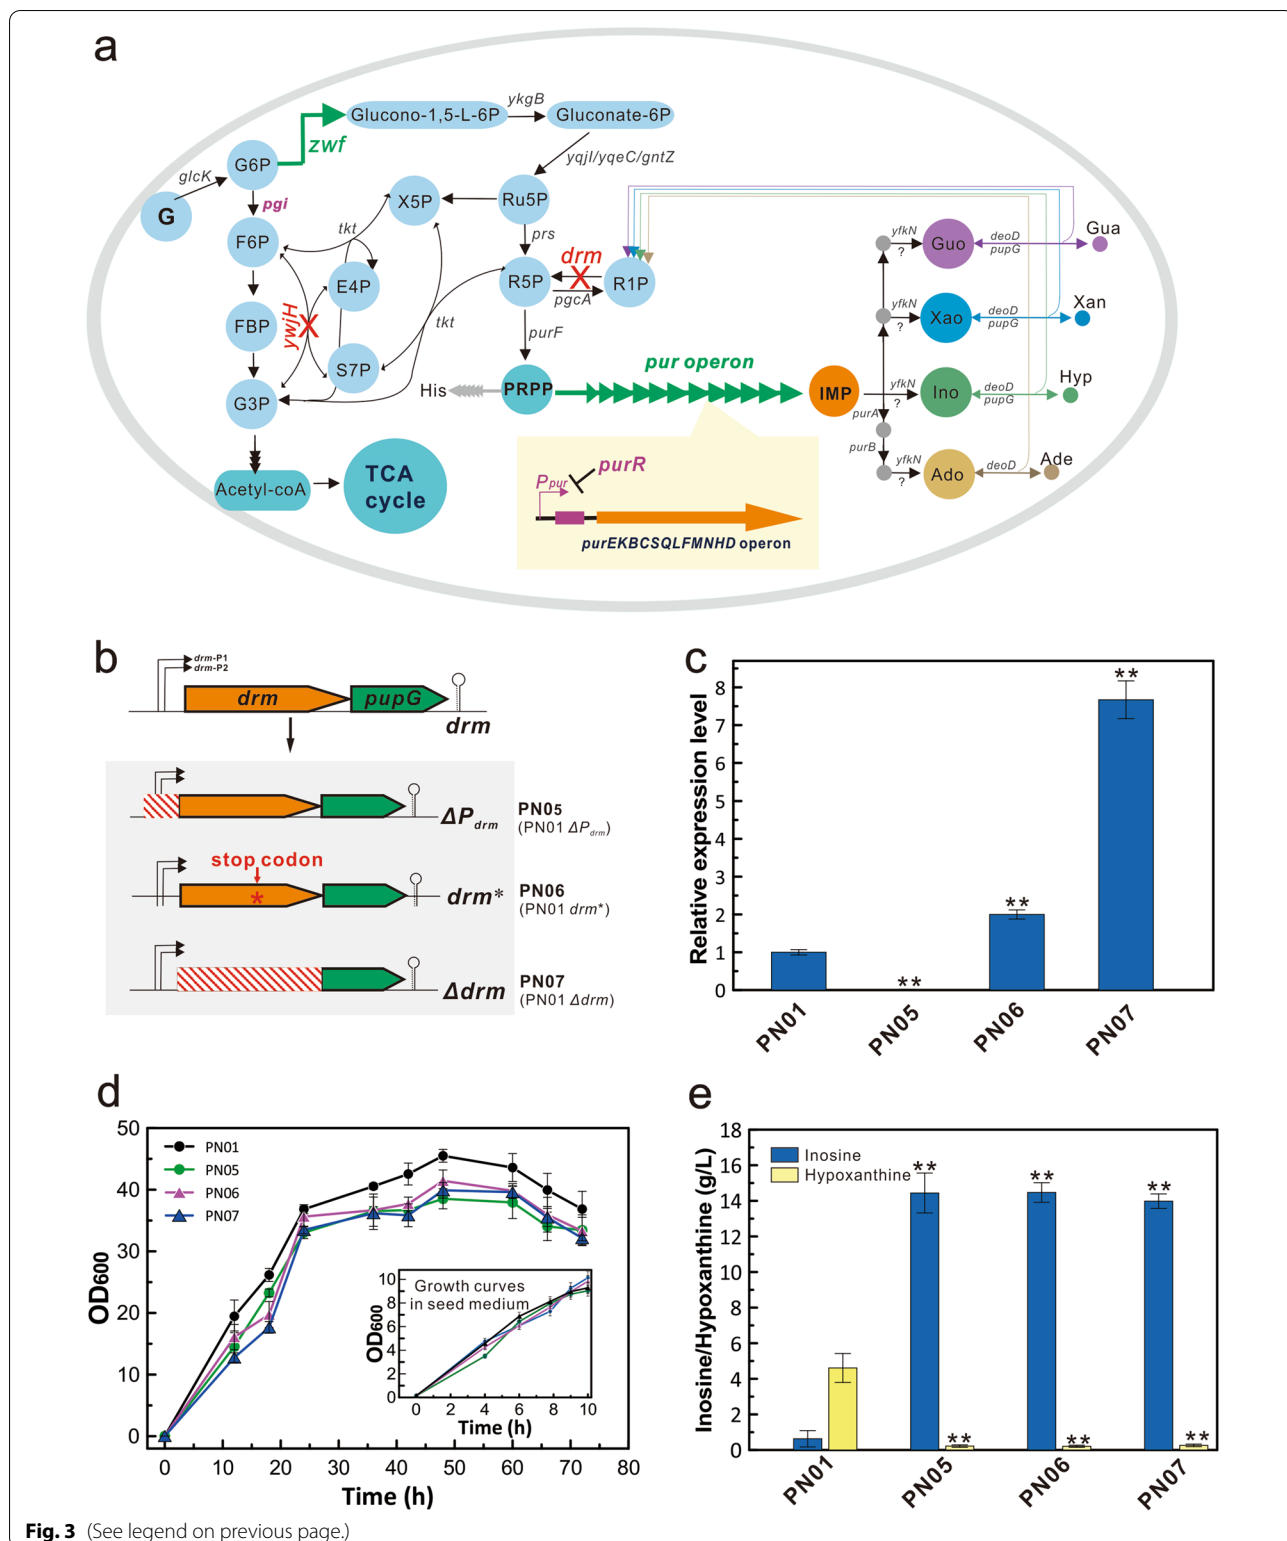 a
Glucono-1,5-L-6P
ykgB
Gluconate-6P
zwf
yqjI/yqeC/gntZ
glcK
G6P
G
pgi
X5P
Ru5P
F6P
tkt
prs
drm
E4P
R5P
X
R1P
pgcA
FBP
ywjH
X
tkt
purF
S7P
G3P
His
PRPP
pur operon
IMP
yfkN
?
Guo
deoD
pupG
Gua
yfkN
?
Xao
deoD
pupG
Xan
yfkN
?
Ino
deoD
pupG
Hyp
purA
purB
yfkN
?
Ado
deoD
Ade
Acetyl-coA
TCA
cycle
purR
Ppur
purEKBCSQLFMNHD operon
b
drm-P1
drm-P2
drm
pupG
drm
ΔPdrm
PN05
(PN01 ΔPdrm)
stop codon
*
drm*
PN06
(PN01 drm*)
Δdrm
PN07
(PN01 Δdrm)
c
Relative expression level
8
7
6
5
4
3
2
1
0
**
**
**
PN01
PN05
PN06
PN07
d
OD600
50
40
30
20
10
0
PN01
PN05
PN06
PN07
Growth curves
in seed medium
OD600
10
8
6
4
2
0
0 2 4 6 8 10
Time (h)
0 10 20 30 40 50 60 70 80
Time (h)
e
Inosine/Hypoxanthine (g/L)
18
16
14
12
10
8
6
4
2
0
Inosine
Hypoxanthine
** ** **
** ** **
PN01
PN05
PN06
PN07
Fig. 3 (See legend on previous page.)